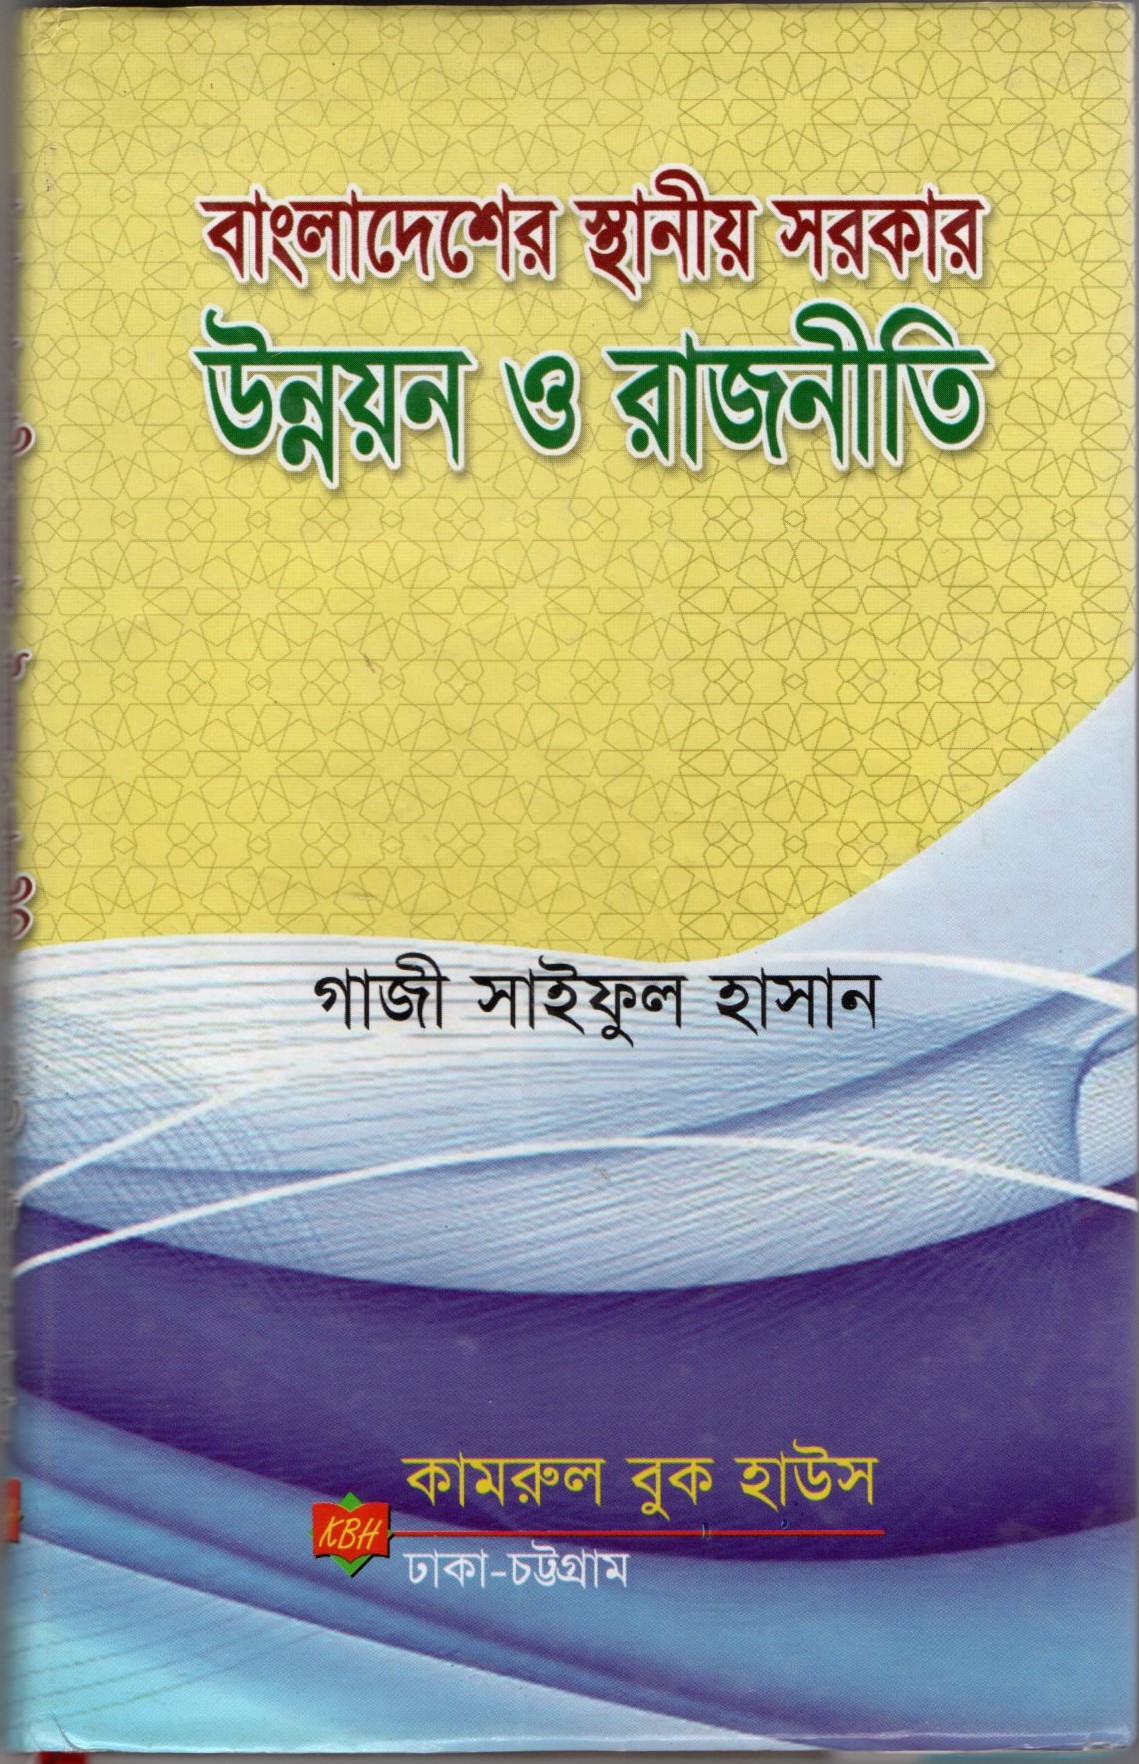 বাংলাদেশের স্থানীয় সরকার
উন্নয়ন ও রাজনীতি
গাজী সাইফুল হাসান
কামরুল বুক হাউস
KBH
ঢাকা-চট্টগ্রাম